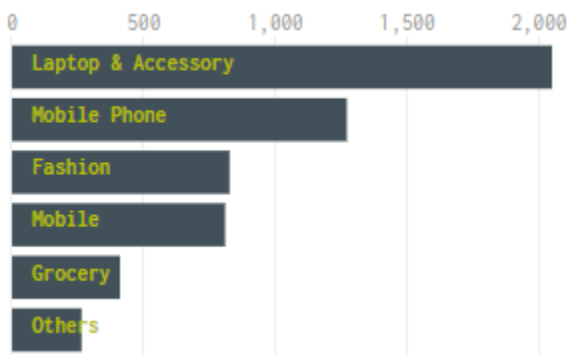 0 500 1,000 1,500 2,000
Laptop & Accessory
Mobile Phone
Fashion
Mobile
Grocery
Others